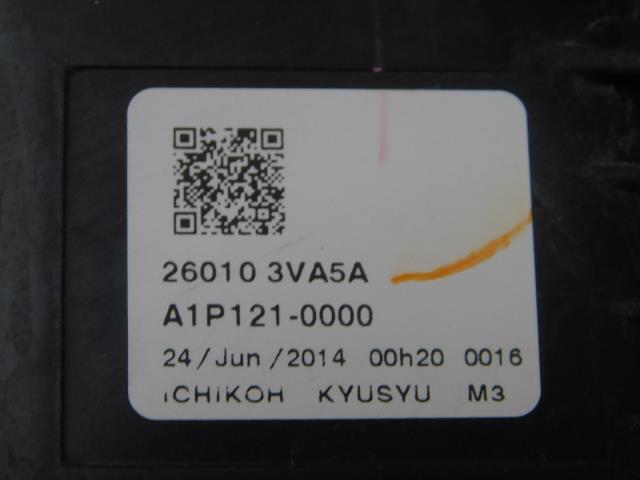 26010 3VA5A
A1P121-0000
24/Jun/2014 00h20 0016
iCHiKOH KYUSYU M3